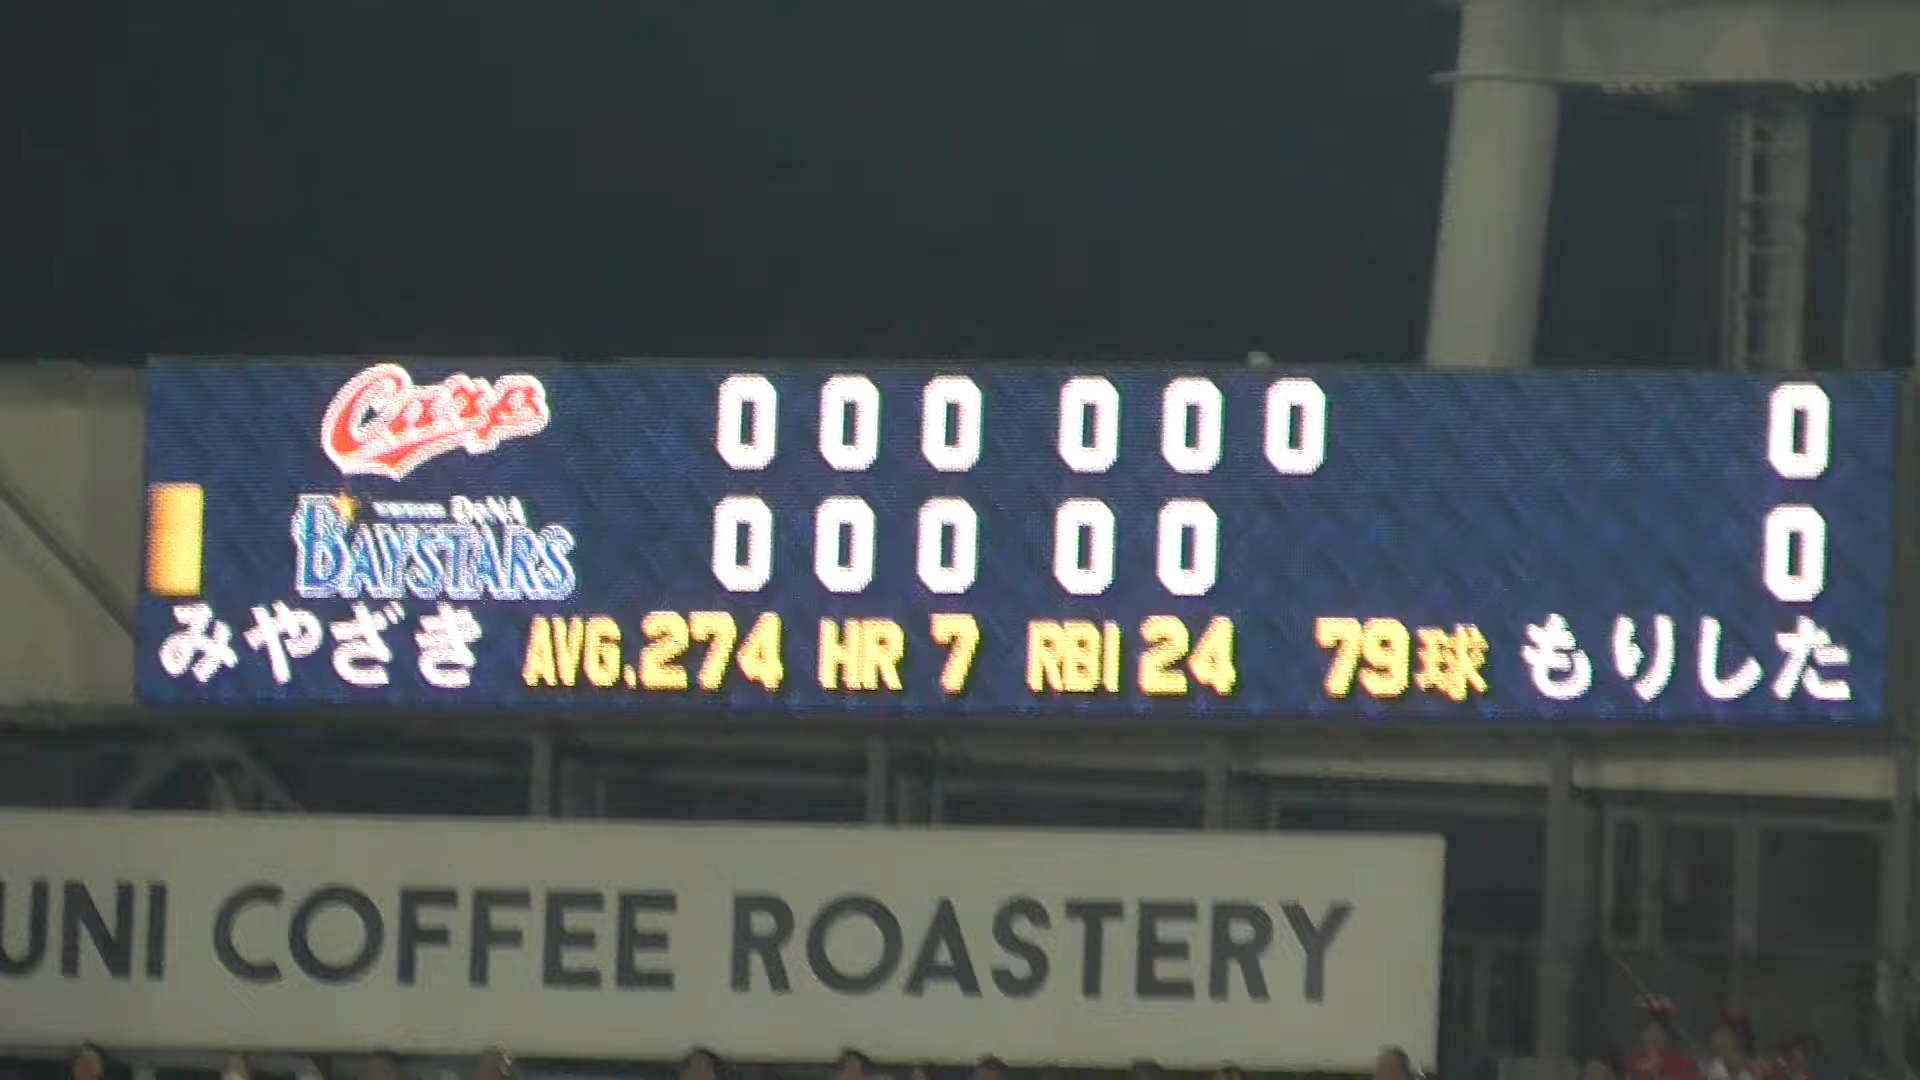 Carp 0 0 0 0 0 0 0
DeNA
BAYSTARS 0 0 0 0 0 0
みやざき AVG.274 HR 7 RBI 24 79球 もりした
UNI COFFEE ROASTERY